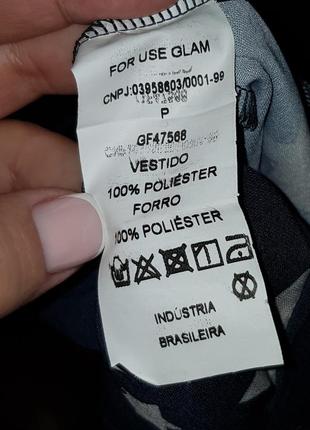 FOR USE GLAM
CNPJ:03958603/0001-99
P
GF47568
VESTIDO
100% POLIÉSTER
FORRO
100% POLIÉSTER
INDÚSTRIA
BRASILEIRA